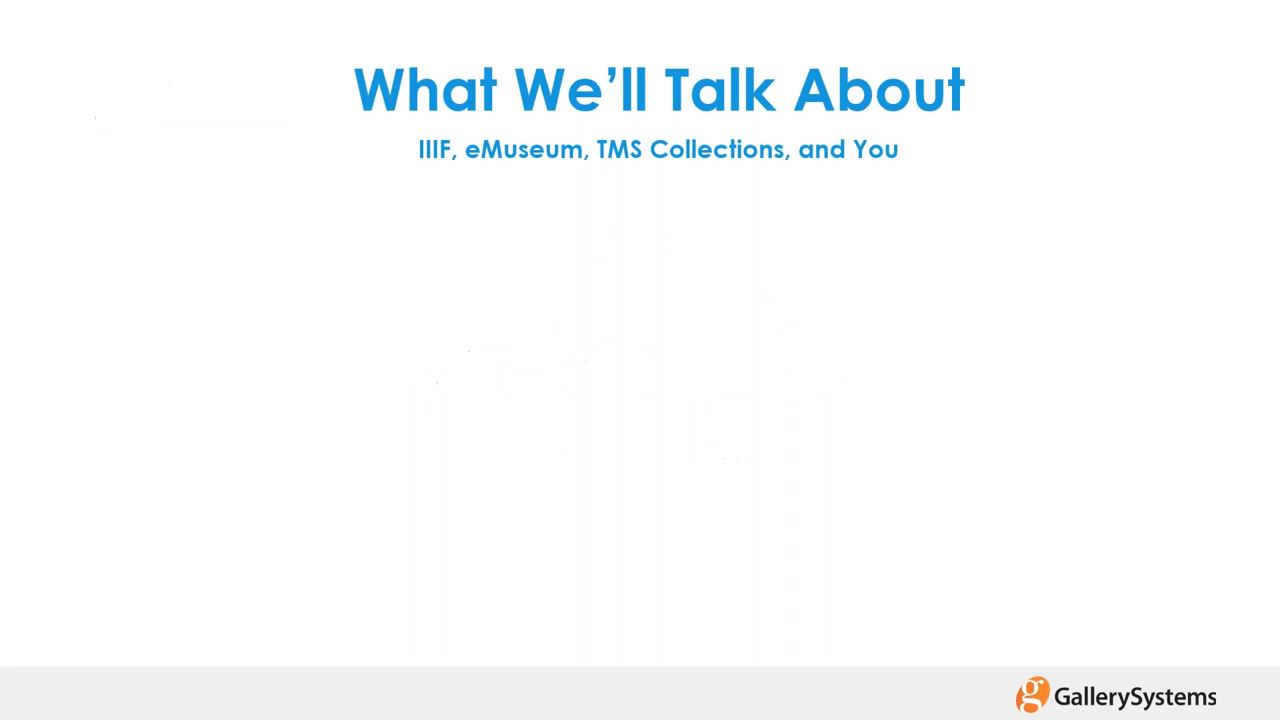 What We’ll Talk About
IIIF, eMuseum, TMS Collections, and You
g GallerySystems